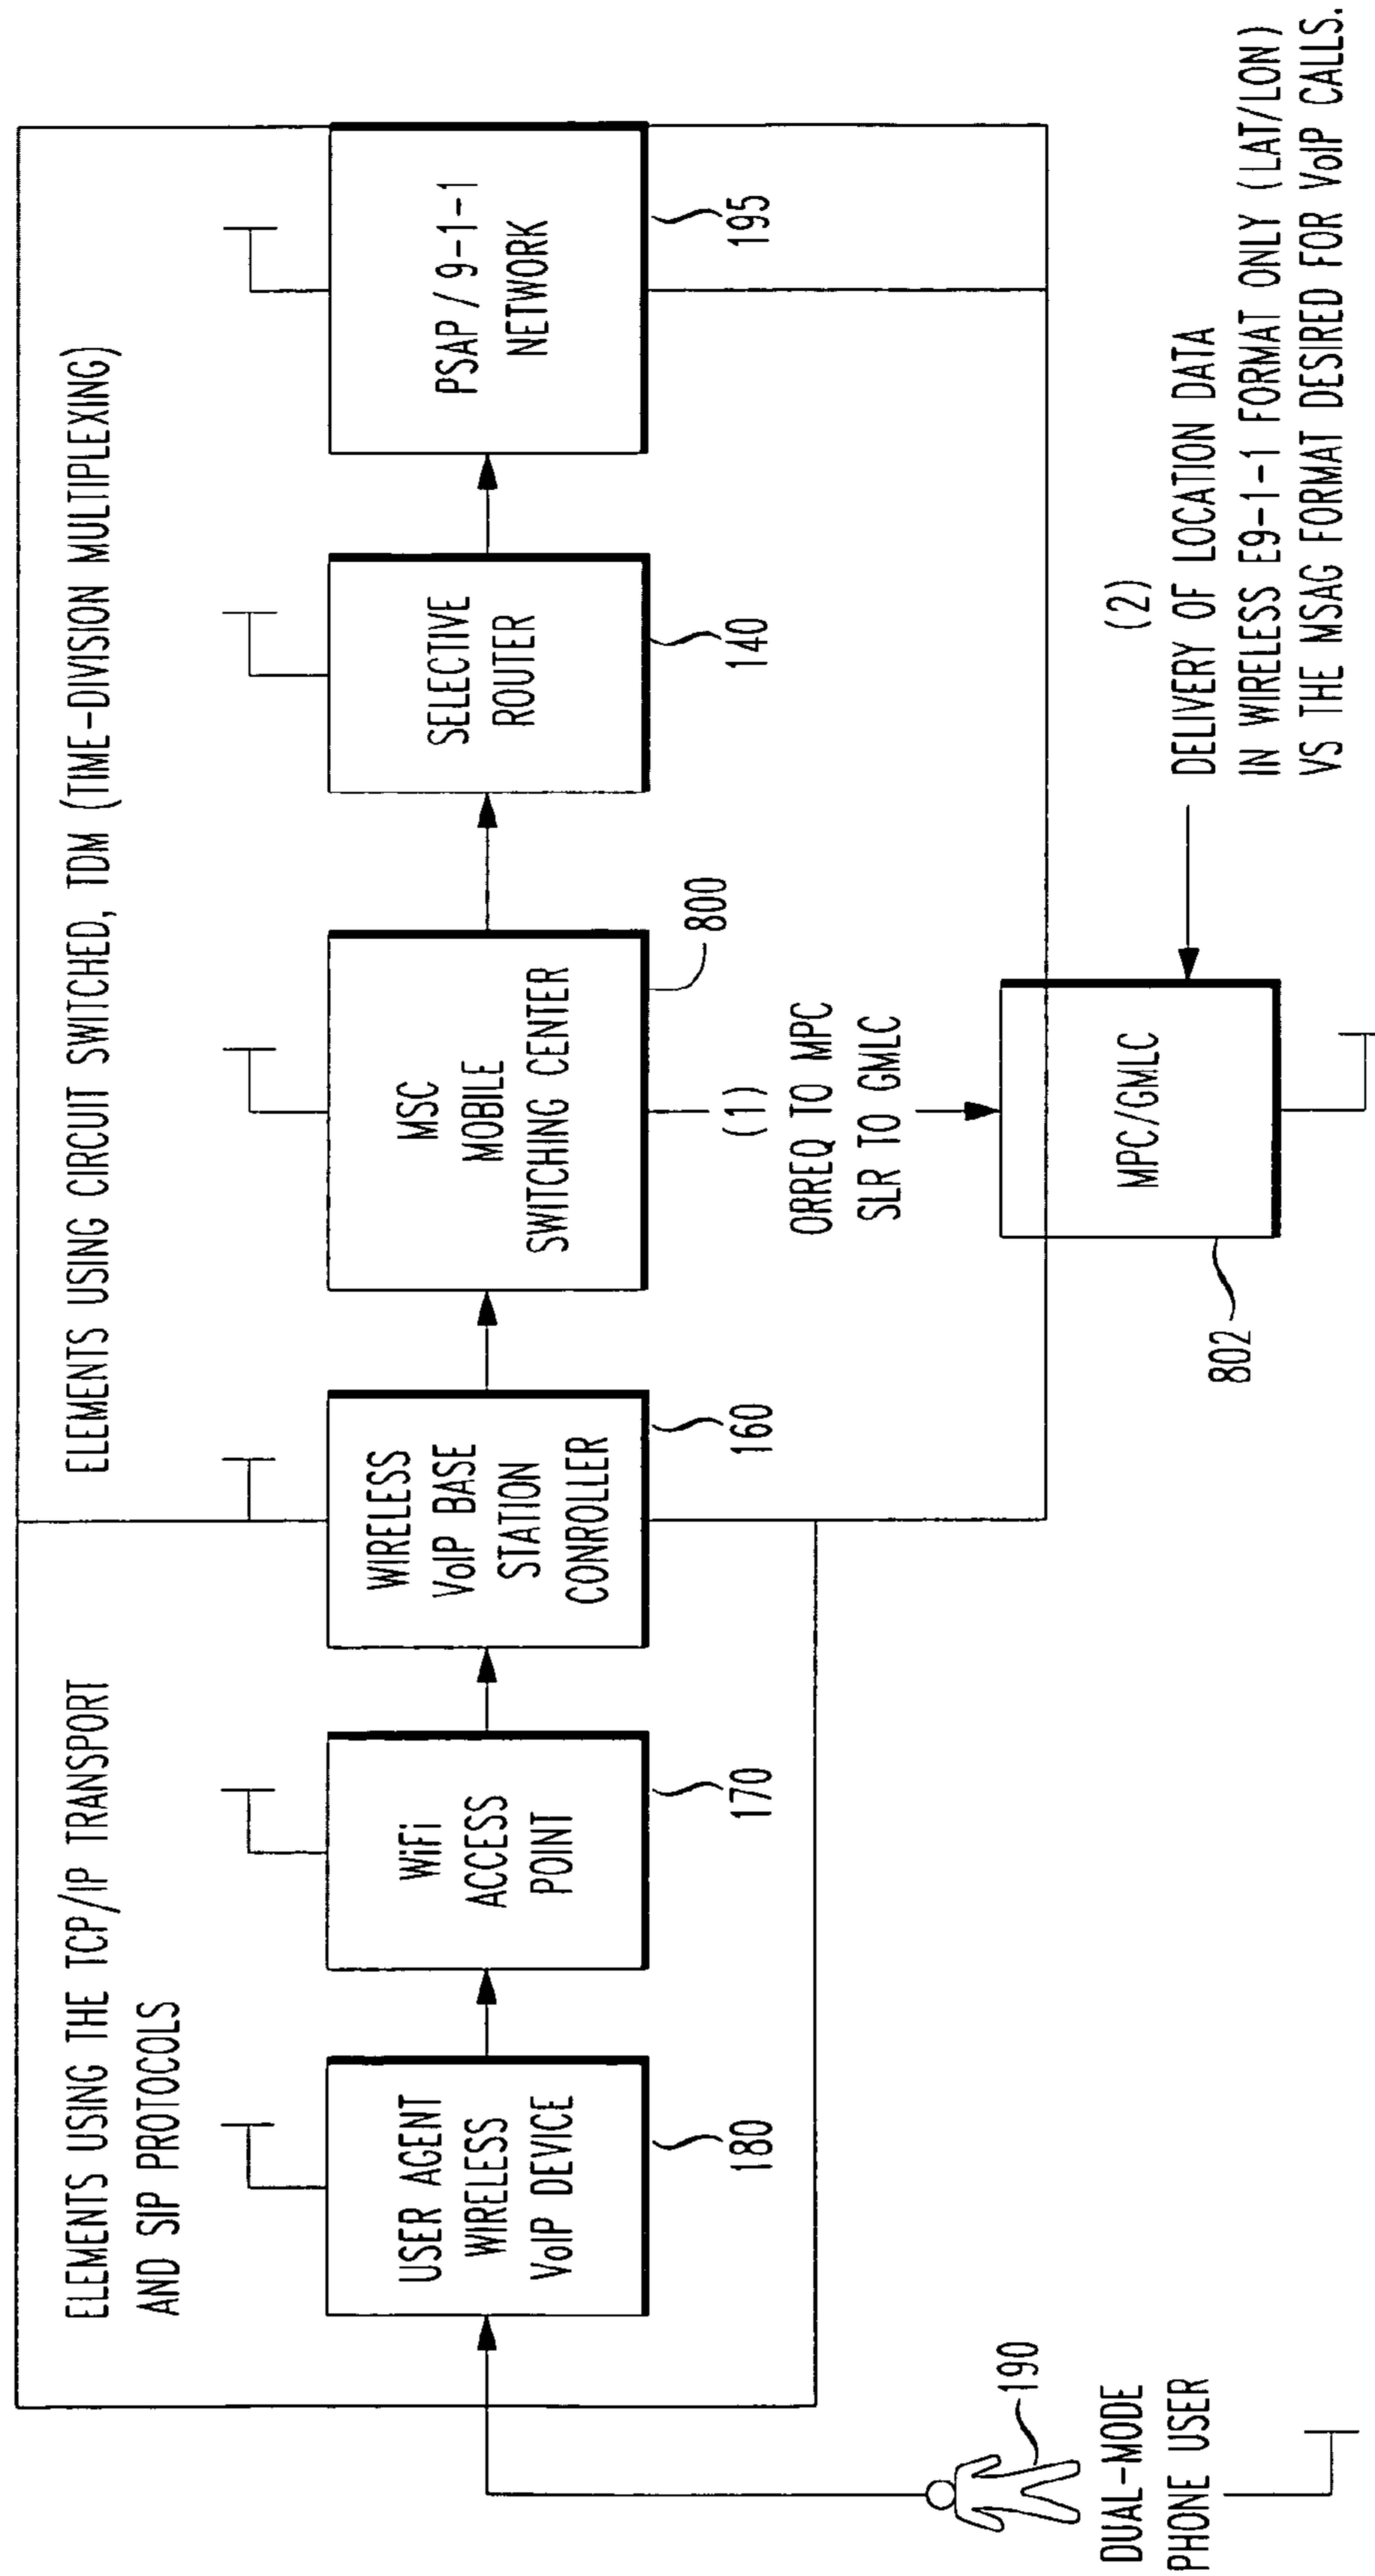 ELEMENTS USING THE TCP/IP TRANSPORT
AND SIP PROTOCOLS
ELEMENTS USING CIRCUIT SWITCHED, TDM (TIME-DIVISION MULTIPLEXING)
USER AGENT
WIRELESS
VoIP DEVICE
180
WiFi
ACCESS
POINT
170
WIRELESS
VoIP BASE
STATION
CONROLLER
160
MSC
MOBILE
SWITCHING CENTER
800
SELECTIVE
ROUTER
140
PSAP / 9-1-1
NETWORK
195
(1)
ORREQ TO MPC
SLR TO GMLC
MPC/GMLC
802
(2)
DELIVERY OF LOCATION DATA
IN WIRELESS E9-1-1 FORMAT ONLY (LAT/LON)
VS THE MSAG FORMAT DESIRED FOR VoIP CALLS.
190
DUAL-MODE
PHONE USER